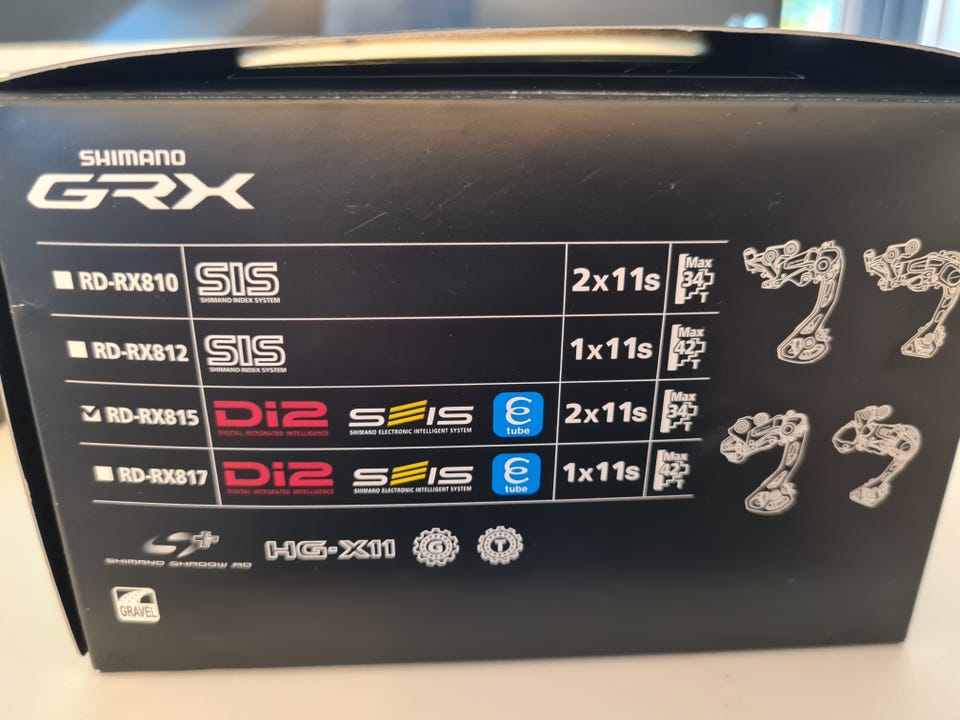 SHIMANO
GRX
RD-RX810 SIS SHIMANO INDEX SYSTEM 2x11s Max 34T
RD-RX812 SIS SHIMANO INDEX SYSTEM 1x11s Max 42T
RD-RX815 Di2 DIGITAL INTEGRATED INTELLIGENCE SEIS SHIMANO ELECTRONIC INTELLIGENT SYSTEM E tube 2x11s Max 34T
RD-RX817 Di2 DIGITAL INTEGRATED INTELLIGENCE SEIS SHIMANO ELECTRONIC INTELLIGENT SYSTEM E tube 1x11s Max 42T
S+ SHIMANO SHADOW RD HG-X11 G T
GRAVEL